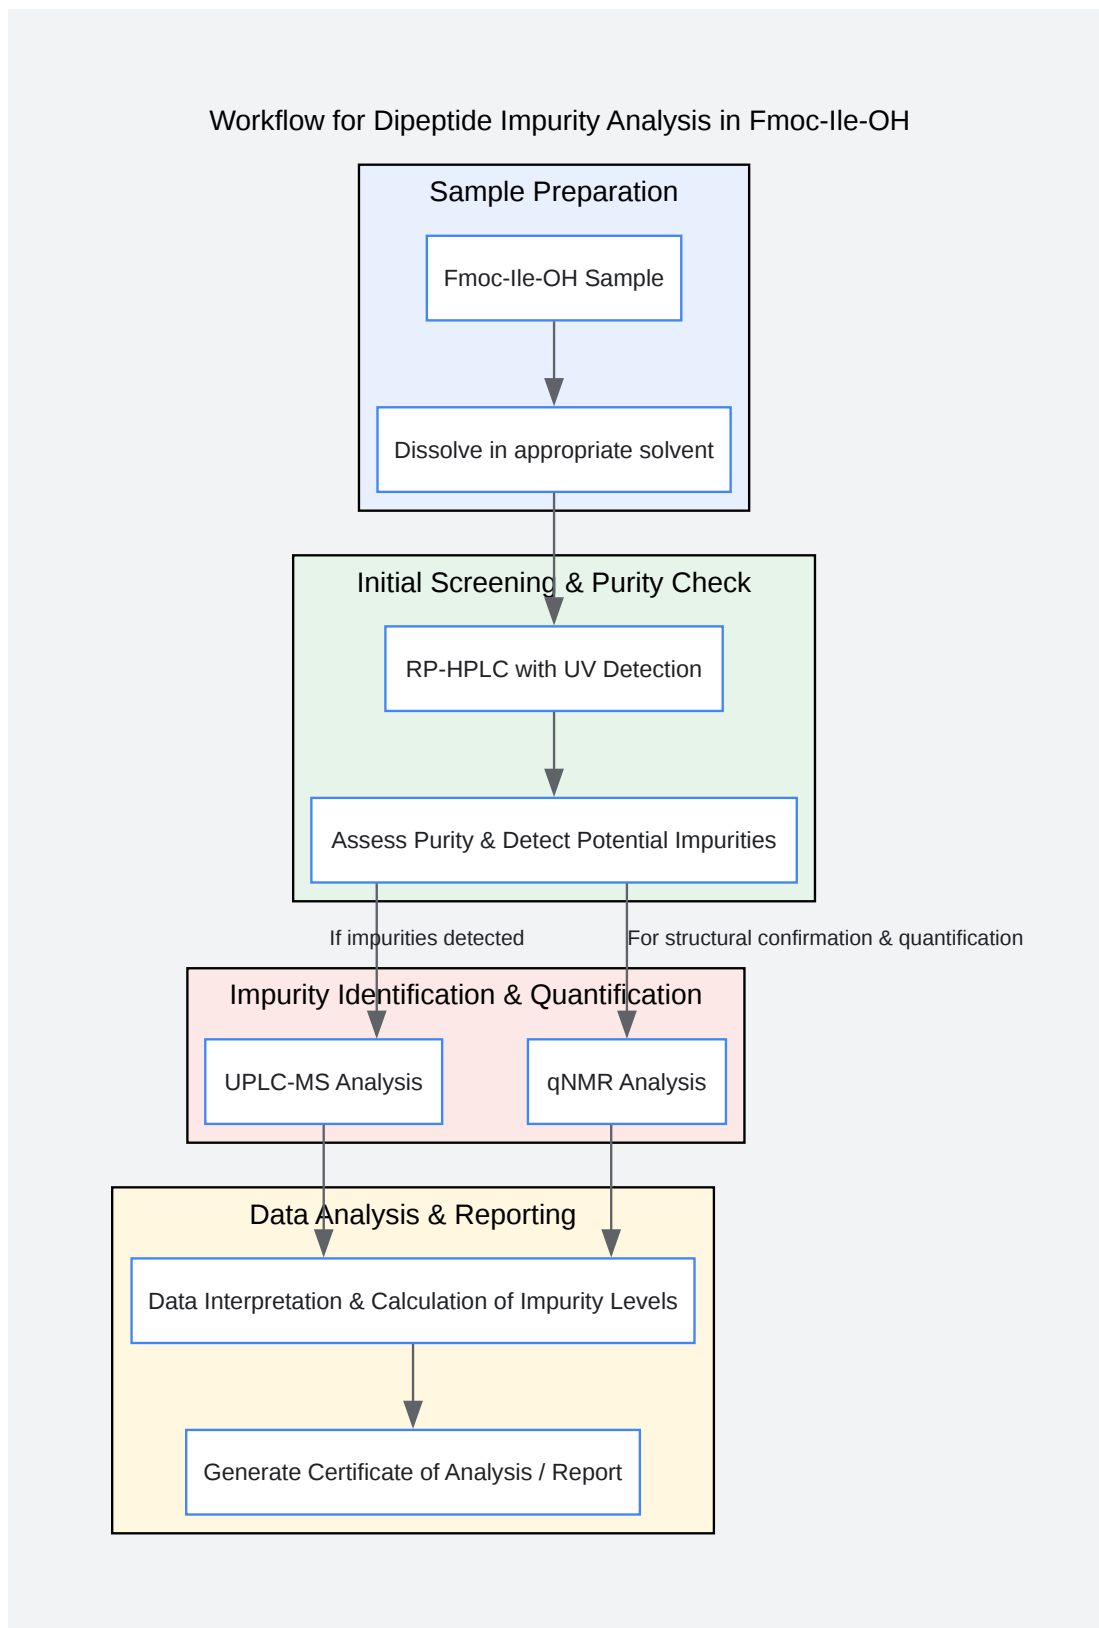 Workflow for Dipeptide Impurity Analysis in Fmoc-Ile-OH
Sample Preparation
Fmoc-Ile-OH Sample
Dissolve in appropriate solvent
Initial Screening & Purity Check
RP-HPLC with UV Detection
Assess Purity & Detect Potential Impurities
If impurities detected
For structural confirmation & quantification
Impurity Identification & Quantification
UPLC-MS Analysis
qNMR Analysis
Data Analysis & Reporting
Data Interpretation & Calculation of Impurity Levels
Generate Certificate of Analysis / Report